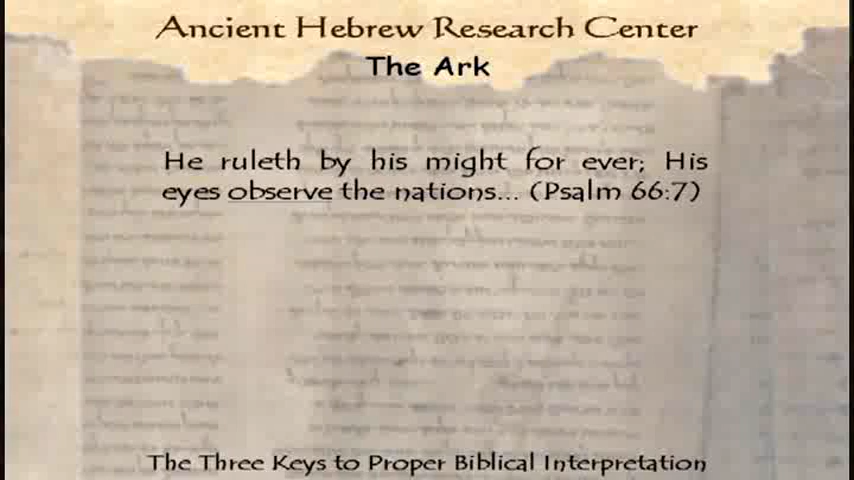 Ancient Hebrew Research Center
The Ark
He ruleth by his might for ever; His
eyes observe the nations... (Psalm 66:7)
The Three Keys to Proper Biblical Interpretation